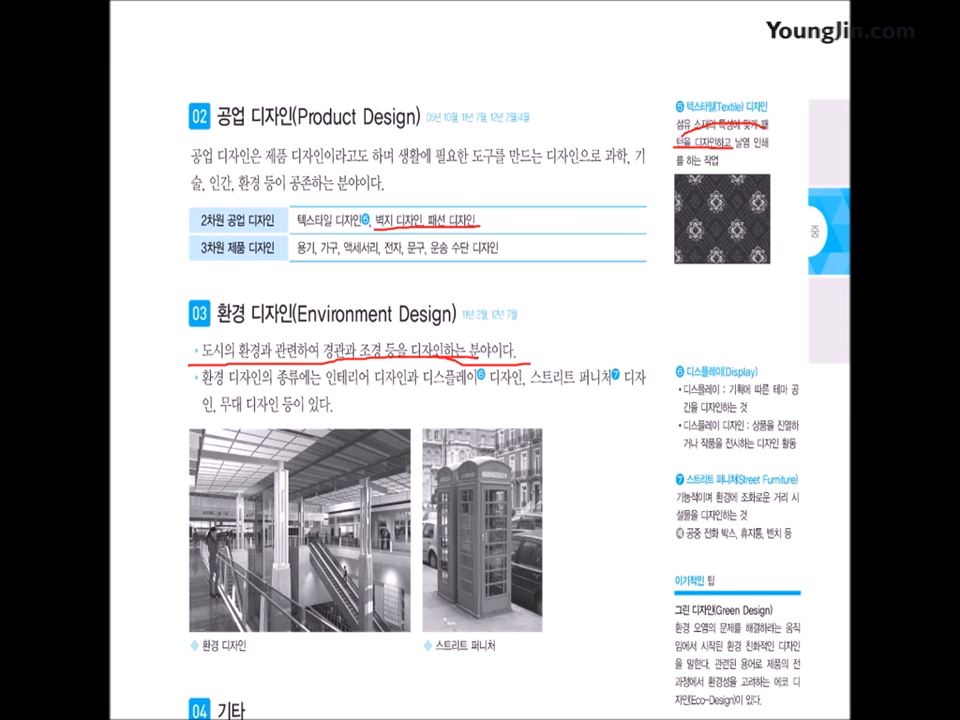 YoungJin.com
02 공업 디자인(Product Design) 05년 10월, 11년 7월, 12년 2월/4월
공업 디자인은 제품 디자인이라고도 하며 생활에 필요한 도구를 만드는 디자인으로 과학, 기
술, 인간, 환경 등이 공존하는 분야이다.
2차원 공업 디자인 텍스타일 디자인❺, 벽지 디자인, 패션 디자인
3차원 제품 디자인 용기, 가구, 액세서리, 전자, 문구, 운송 수단 디자인
03 환경 디자인(Environment Design) 11년 2월, 12년 7월
• 도시의 환경과 관련하여 경관과 조경 등을 디자인하는 분야이다.
• 환경 디자인의 종류에는 인테리어 디자인과 디스플레이❻ 디자인, 스트리트 퍼니처❼ 디자
인, 무대 디자인 등이 있다.
◈ 환경 디자인
◈ 스트리트 퍼니처
04 기타
❺ 텍스타일(Textile) 디자인
섬유 소재의 특성에 맞게 패
턴을 디자인하고 날염 인쇄
를 하는 작업
중
❻ 디스플레이(Display)
• 디스플레이 : 기획에 따른 테마 공
간을 디자인하는 것
• 디스플레이 디자인 : 상품을 진열하
거나 작품을 전시하는 디자인 활동
❼ 스트리트 퍼니처(Street Furniture)
기능적이며 환경에 조화로운 거리 시
설물을 디자인하는 것
예 공중 전화 박스, 휴지통, 벤치 등
이기적인 팁
그린 디자인(Green Design)
환경 오염의 문제를 해결하려는 움직
임에서 시작된 환경 친화적인 디자인
을 말한다. 관련된 용어로 제품의 전
과정에서 환경성을 고려하는 에코 디
자인(Eco-Design)이 있다.